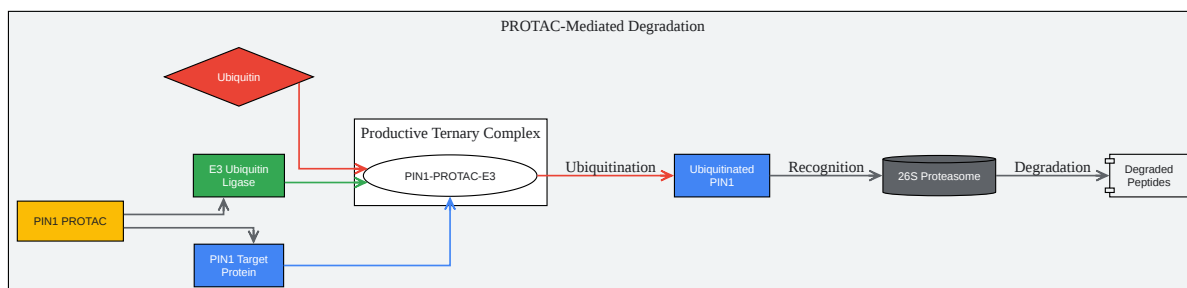 PROTAC-Mediated Degradation
Ubiquitin
Productive Ternary Complex
E3 Ubiquitin
Ligase
PIN1-PROTAC-E3
Ubiquitination
Ubiquitinated
PIN1
Recognition
26S Proteasome
Degradation
Degraded
Peptides
PIN1 PROTAC
PIN1 Target
Protein